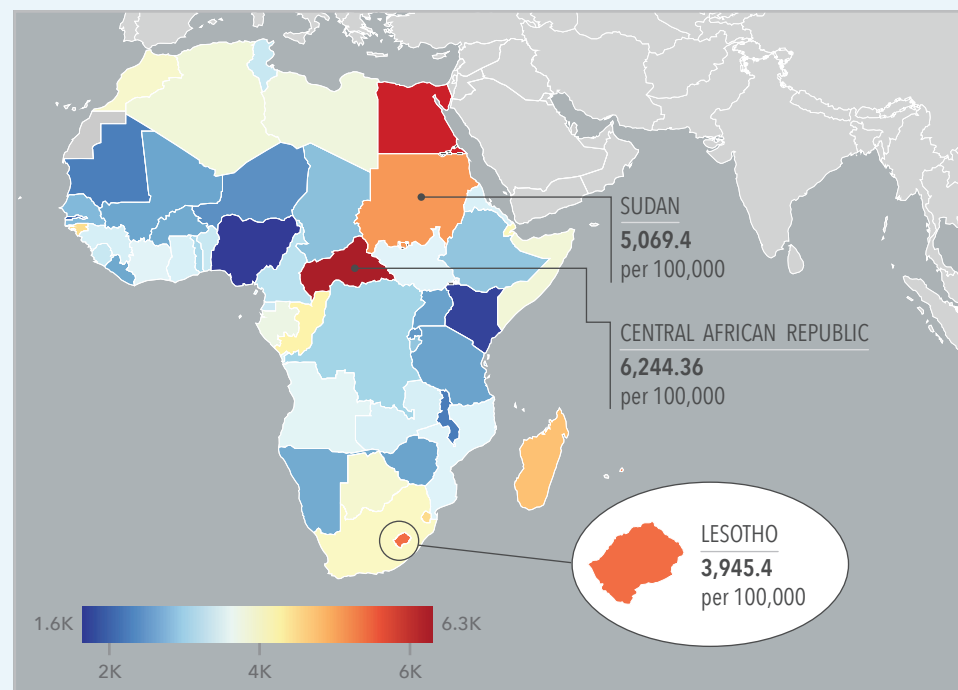 SUDAN
5,069.4
per 100,000
CENTRAL AFRICAN REPUBLIC
6,244.36
per 100,000
LESOTHO
3,945.4
per 100,000
1.6K
6.3K
2K
4K
6K